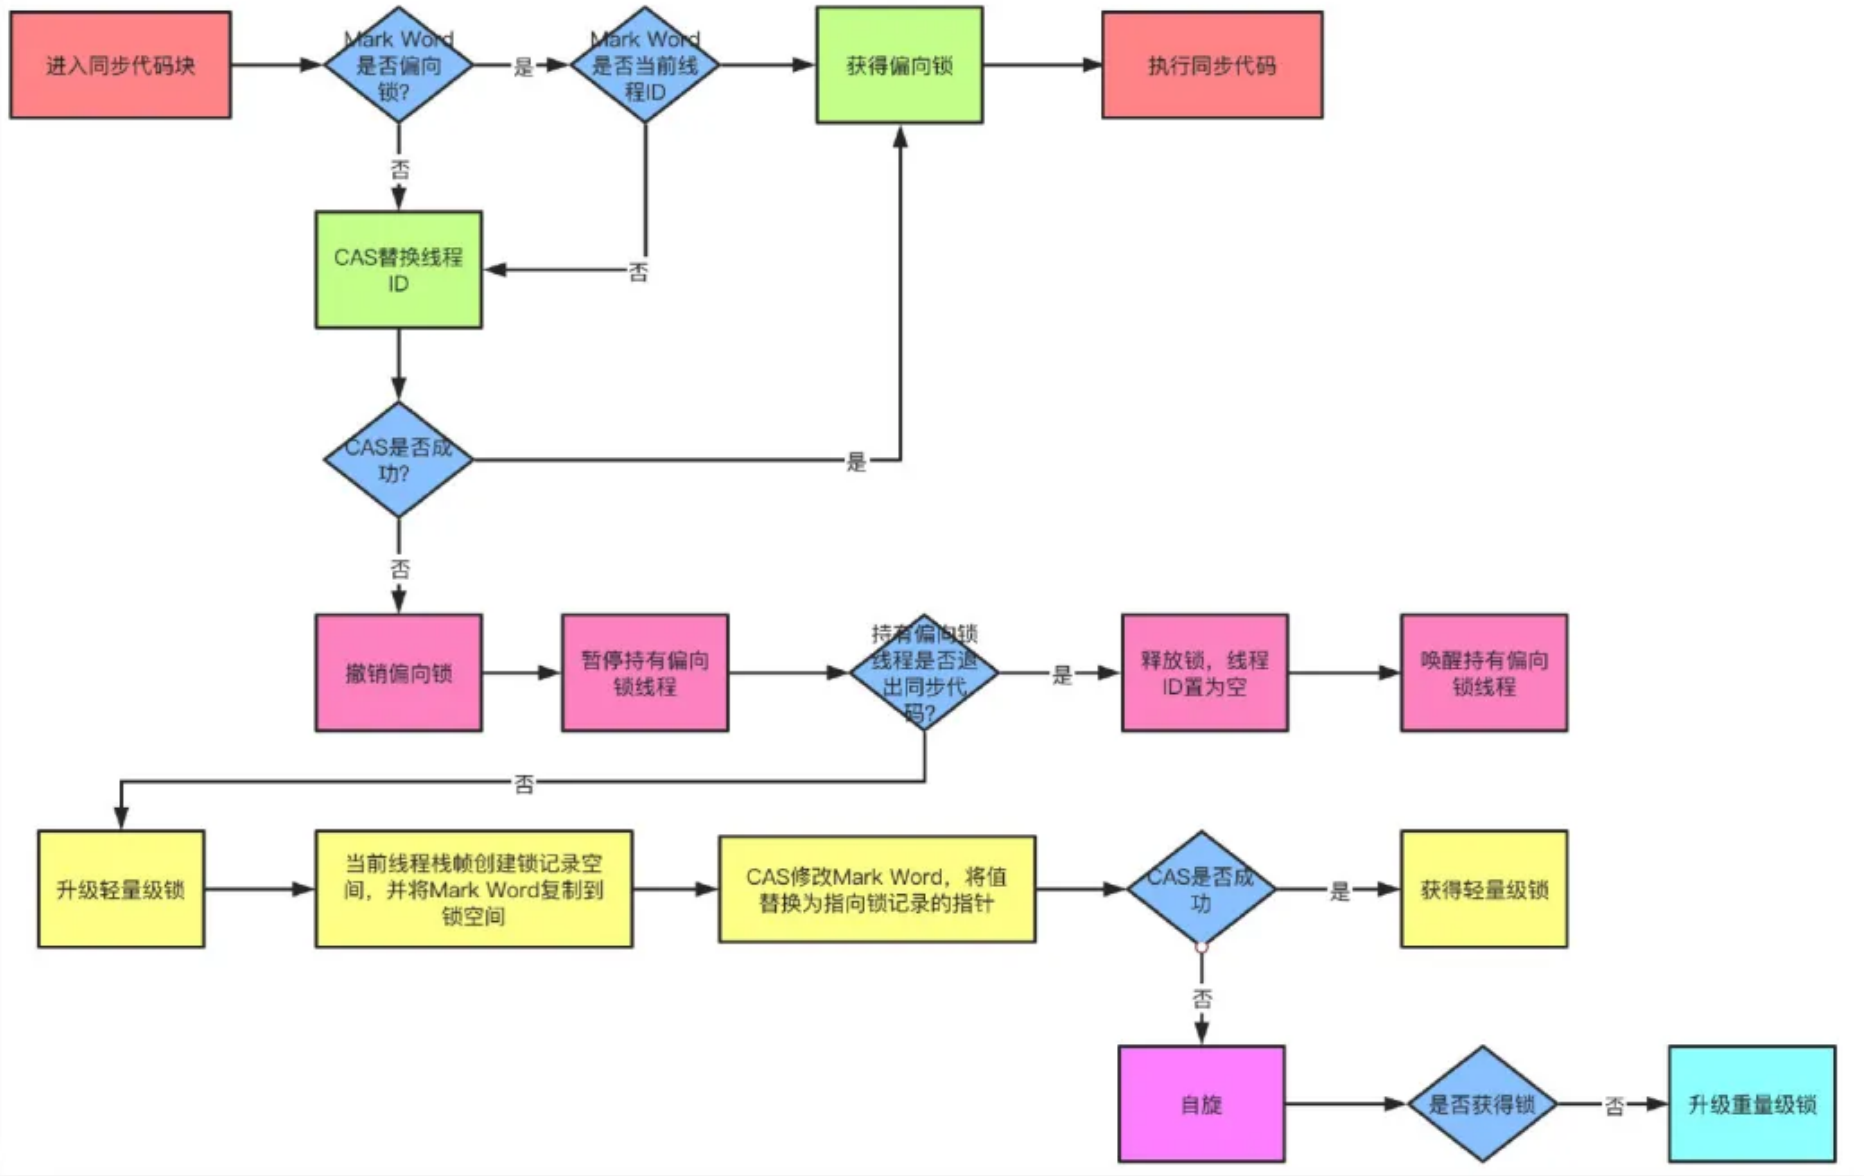 进入同步代码块
Mark Word
是否偏向
锁?
是
Mark Word
是否当前线
程ID
获得偏向锁
执行同步代码
否
CAS替换线程
ID
否
CAS是否成
功?
是
否
撤销偏向锁
暂停持有偏向
锁线程
持有偏向锁
线程是否退
出同步代
码?
是
释放锁，线程
ID置为空
唤醒持有偏向
锁线程
否
升级轻量级锁
当前线程栈帧创建锁记录空
间，并将Mark Word复制到
锁空间
CAS修改Mark Word，将值
替换为指向锁记录的指针
CAS是否成
功
是
获得轻量级锁
否
自旋
是否获得锁
否
升级重量级锁